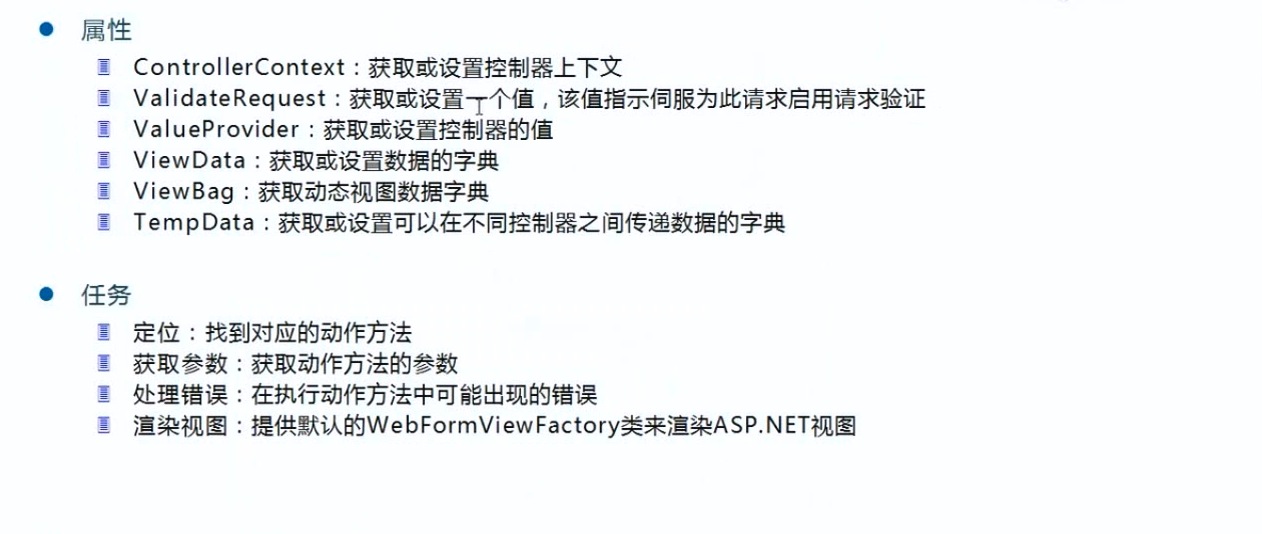 属性
ControllerContext：获取或设置控制器上下文
ValidateRequest：获取或设置一个值，该值指示伺服为此请求启用请求验证
ValueProvider：获取或设置控制器的值
ViewData：获取或设置数据的字典
ViewBag：获取动态视图数据字典
TempData：获取或设置可以在不同控制器之间传递数据的字典
任务
定位：找到对应的动作方法
获取参数：获取动作方法的参数
处理错误：在执行动作方法中可能出现的错误
渲染视图：提供默认的WebFormViewFactory类来渲染ASP.NET视图